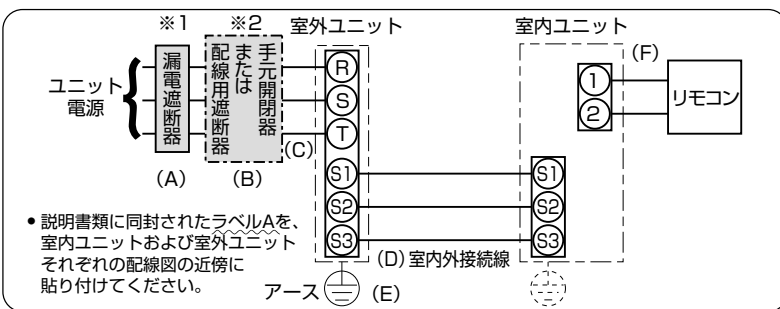 ※1
※2
室外ユニット
室内ユニット
ユニット
電源
漏電遮断器
手元開閉器
または
配線用遮断器
(A)
(B)
(C)
R
S
T
S1
S2
S3
(D)室内外接続線
アース
(E)
1
2
S1
S2
S3
(F)
リモコン
• 説明書類に同封されたラベルAを、
室内ユニットおよび室外ユニット
それぞれの配線図の近傍に
貼り付けてください。